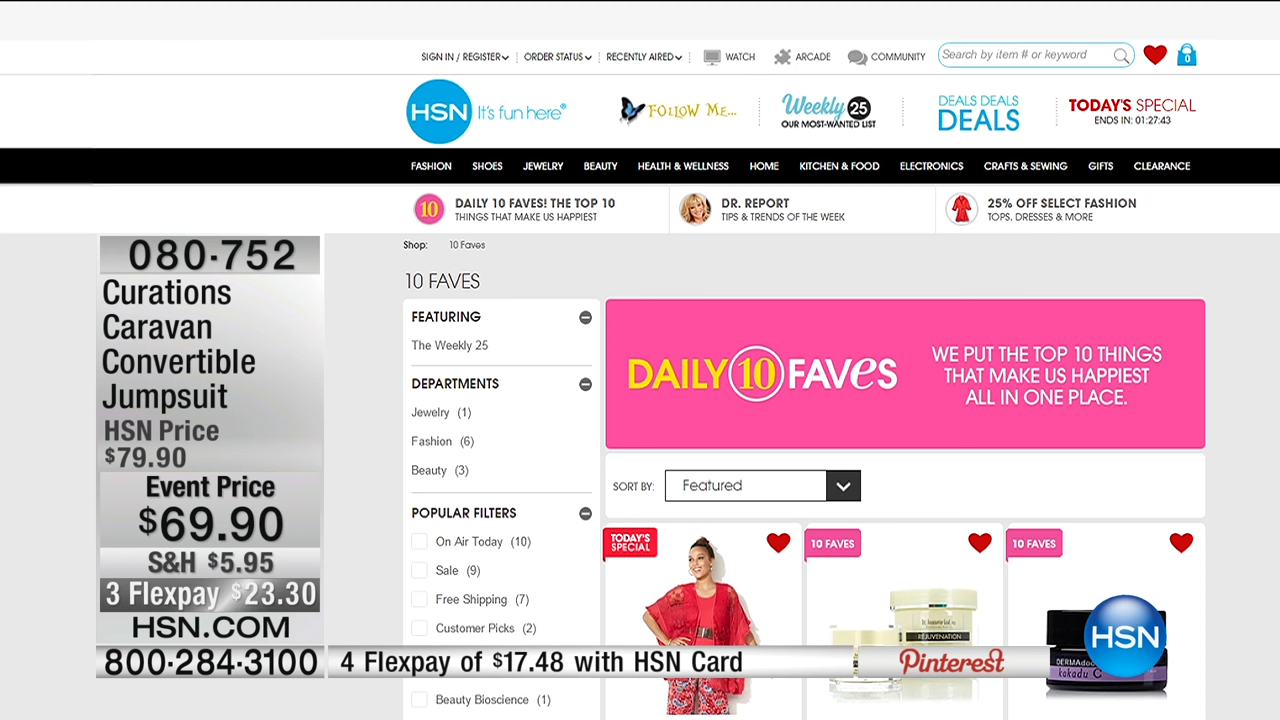 SIGN IN / REGISTER
ORDER STATUS
RECENTLY AIRED
WATCH
ARCADE
COMMUNITY
Search by item # or keyword
0
HSN
It's fun here®
FOLLOW ME...
Weekly 25
OUR MOST-WANTED LIST
DEALS DEALS
DEALS
TODAY'S SPECIAL
ENDS IN: 01:27:43
FASHION
SHOES
JEWELRY
BEAUTY
HEALTH & WELLNESS
HOME
KITCHEN & FOOD
ELECTRONICS
CRAFTS & SEWING
GIFTS
CLEARANCE
10
DAILY 10 FAVES! THE TOP 10
THINGS THAT MAKE US HAPPIEST
DR. REPORT
TIPS & TRENDS OF THE WEEK
25% OFF SELECT FASHION
TOPS, DRESSES & MORE
080·752
Curations
Caravan
Convertible
Jumpsuit
HSN Price
$79.90
Event Price
$69.90
S&H $5.95
3 Flexpay $23.30
HSN.COM
800·284·3100
Shop: 10 Faves
10 FAVES
FEATURING
The Weekly 25
DEPARTMENTS
Jewelry (1)
Fashion (6)
Beauty (3)
POPULAR FILTERS
On Air Today (10)
Sale (9)
Free Shipping (7)
Customer Picks (2)
Beauty Bioscience (1)
DAILY 10 FAVES
WE PUT THE TOP 10 THINGS
THAT MAKE US HAPPIEST
ALL IN ONE PLACE.
SORT BY:
Featured
TODAY'S
SPECIAL
10 FAVES
10 FAVES
REJUVENATION
DERMAdoc
kakadu C
HSN
4 Flexpay of $17.48 with HSN Card
Pinterest